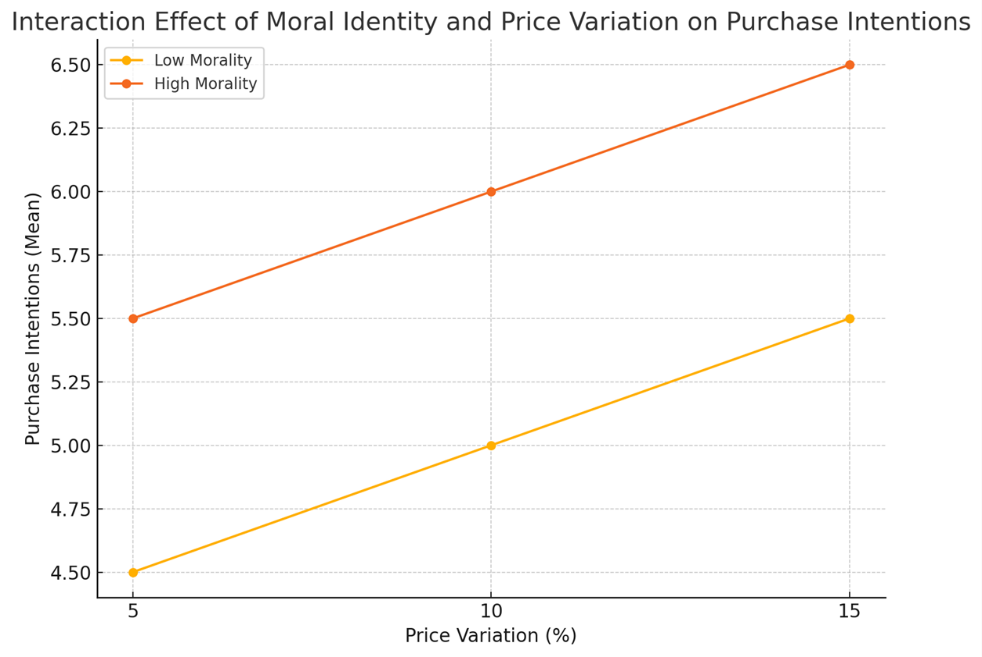 Interaction Effect of Moral Identity and Price Variation on Purchase Intentions
Low Morality
High Morality
Purchase Intentions (Mean)
6.50
6.25
6.00
5.75
5.50
5.25
5.00
4.75
4.50
5 10 15
Price Variation (%)